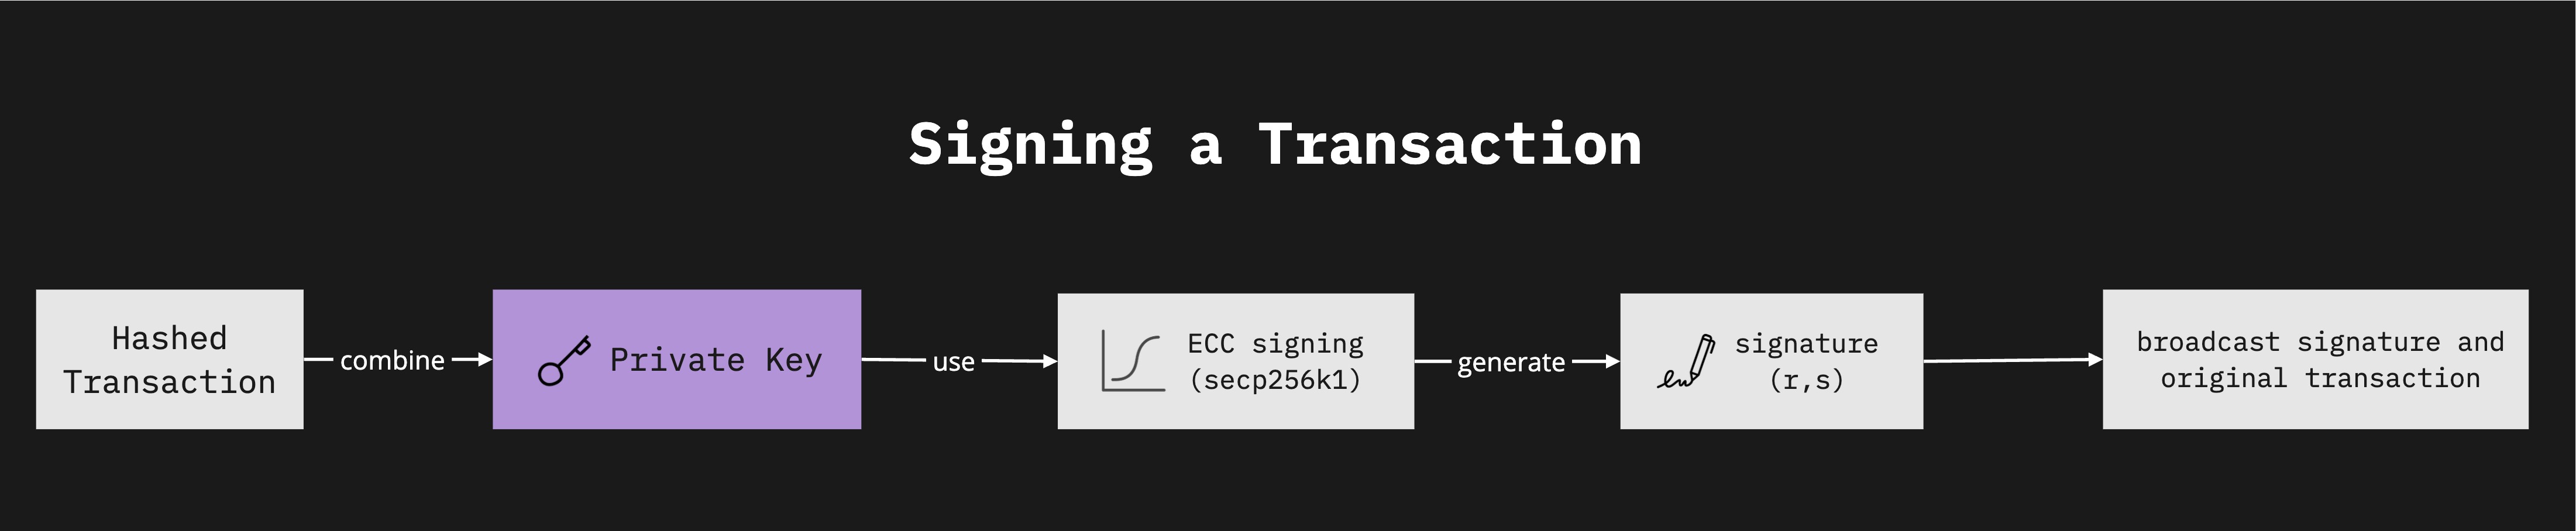 Signing a Transaction
Hashed
Transaction
combine
Private Key
use
ECC signing
(secp256k1)
generate
signature
(r,s)
broadcast signature and
original transaction